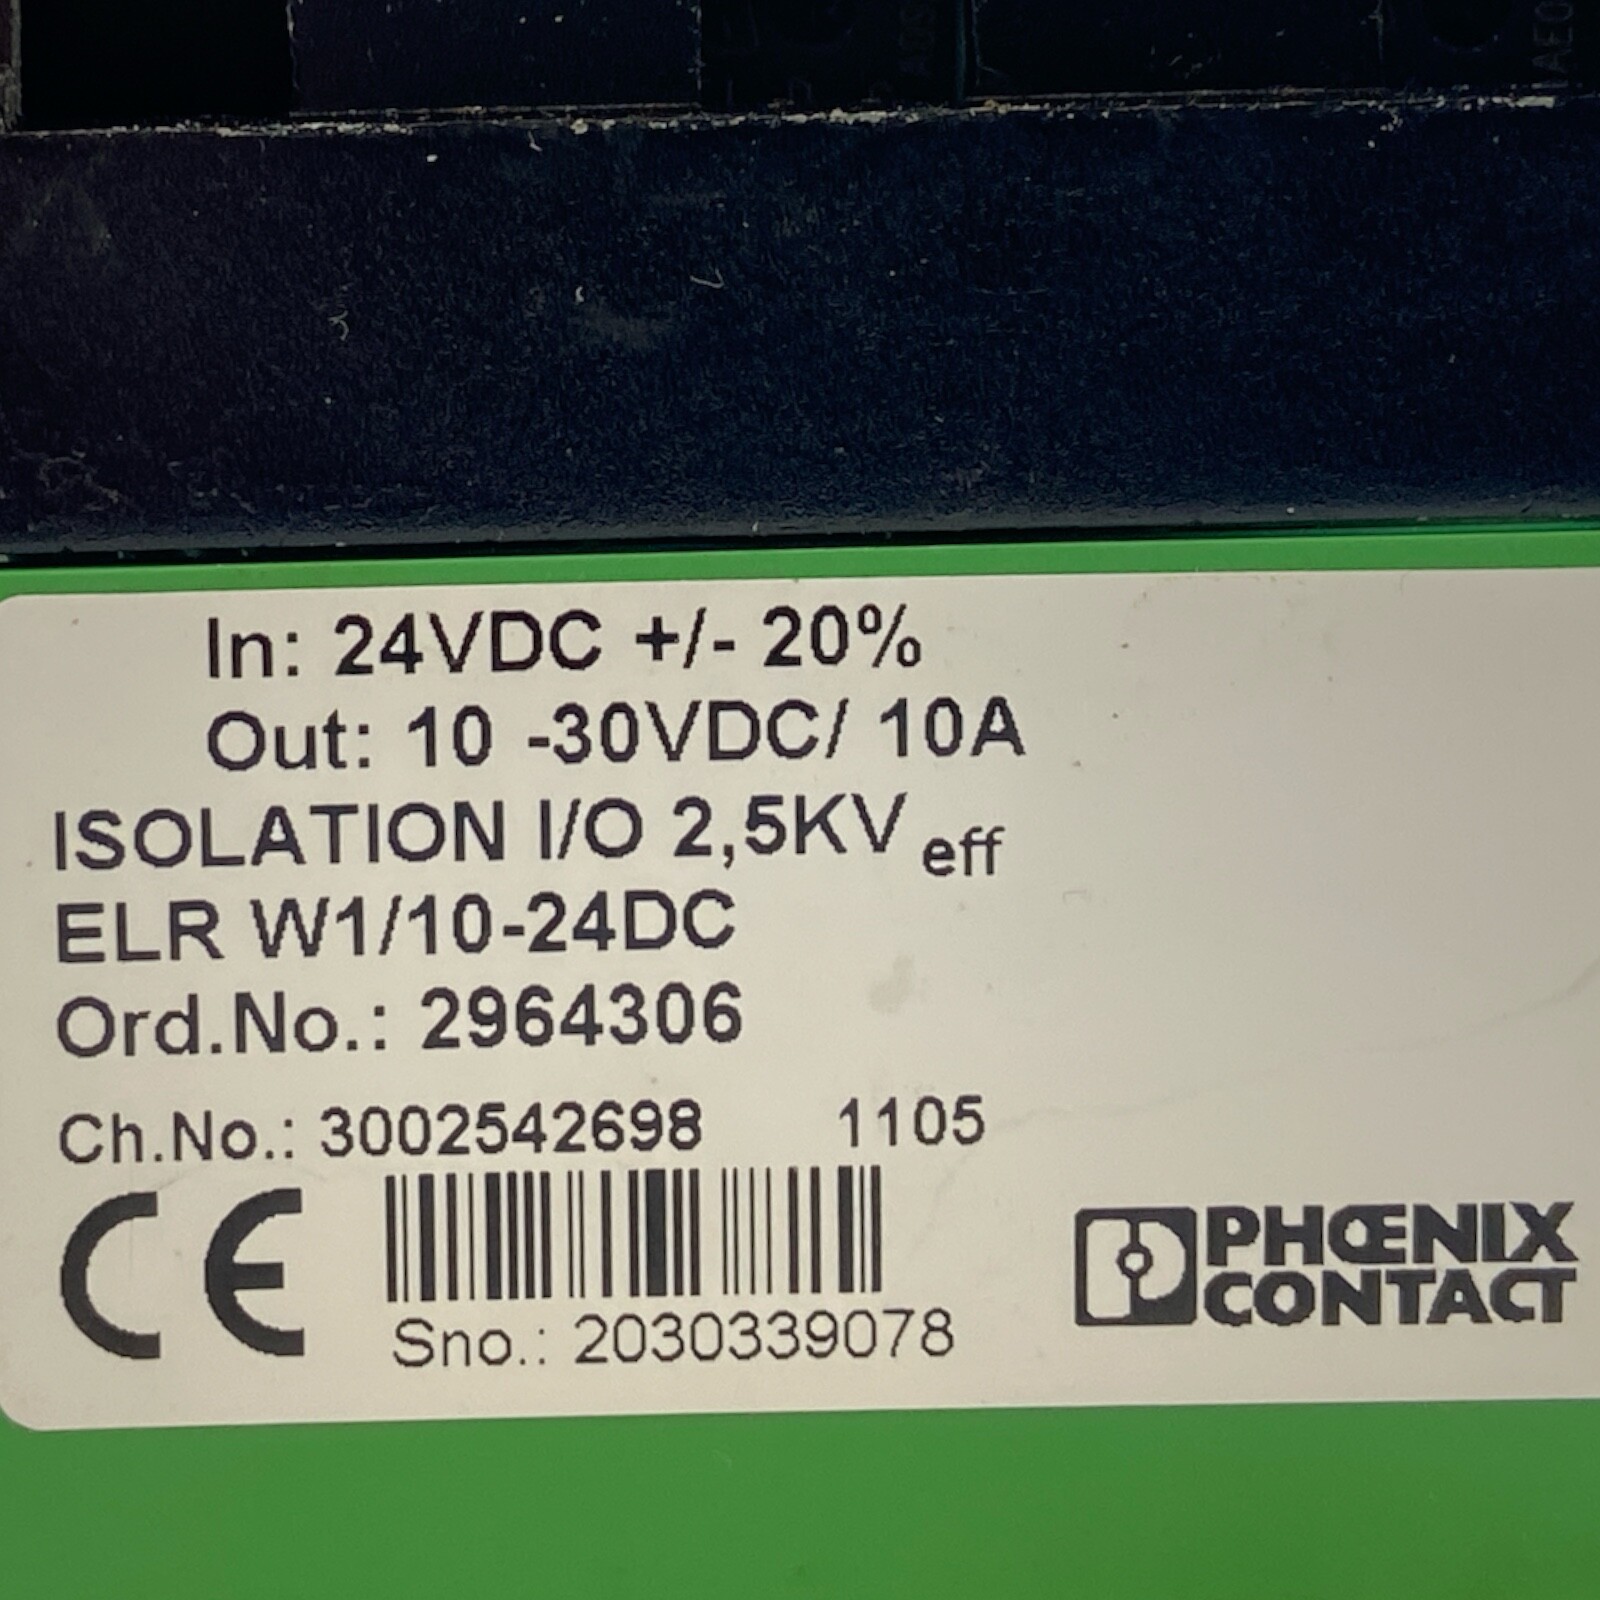 In: 24VDC +/- 20%
Out: 10 -30VDC/ 10A
ISOLATION I/O 2,5KV eff
ELR W1/10-24DC
Ord.No.: 2964306
Ch.No.: 3002542698 1105
CE
Sno.: 2030339078
PHŒNIX
CONTACT